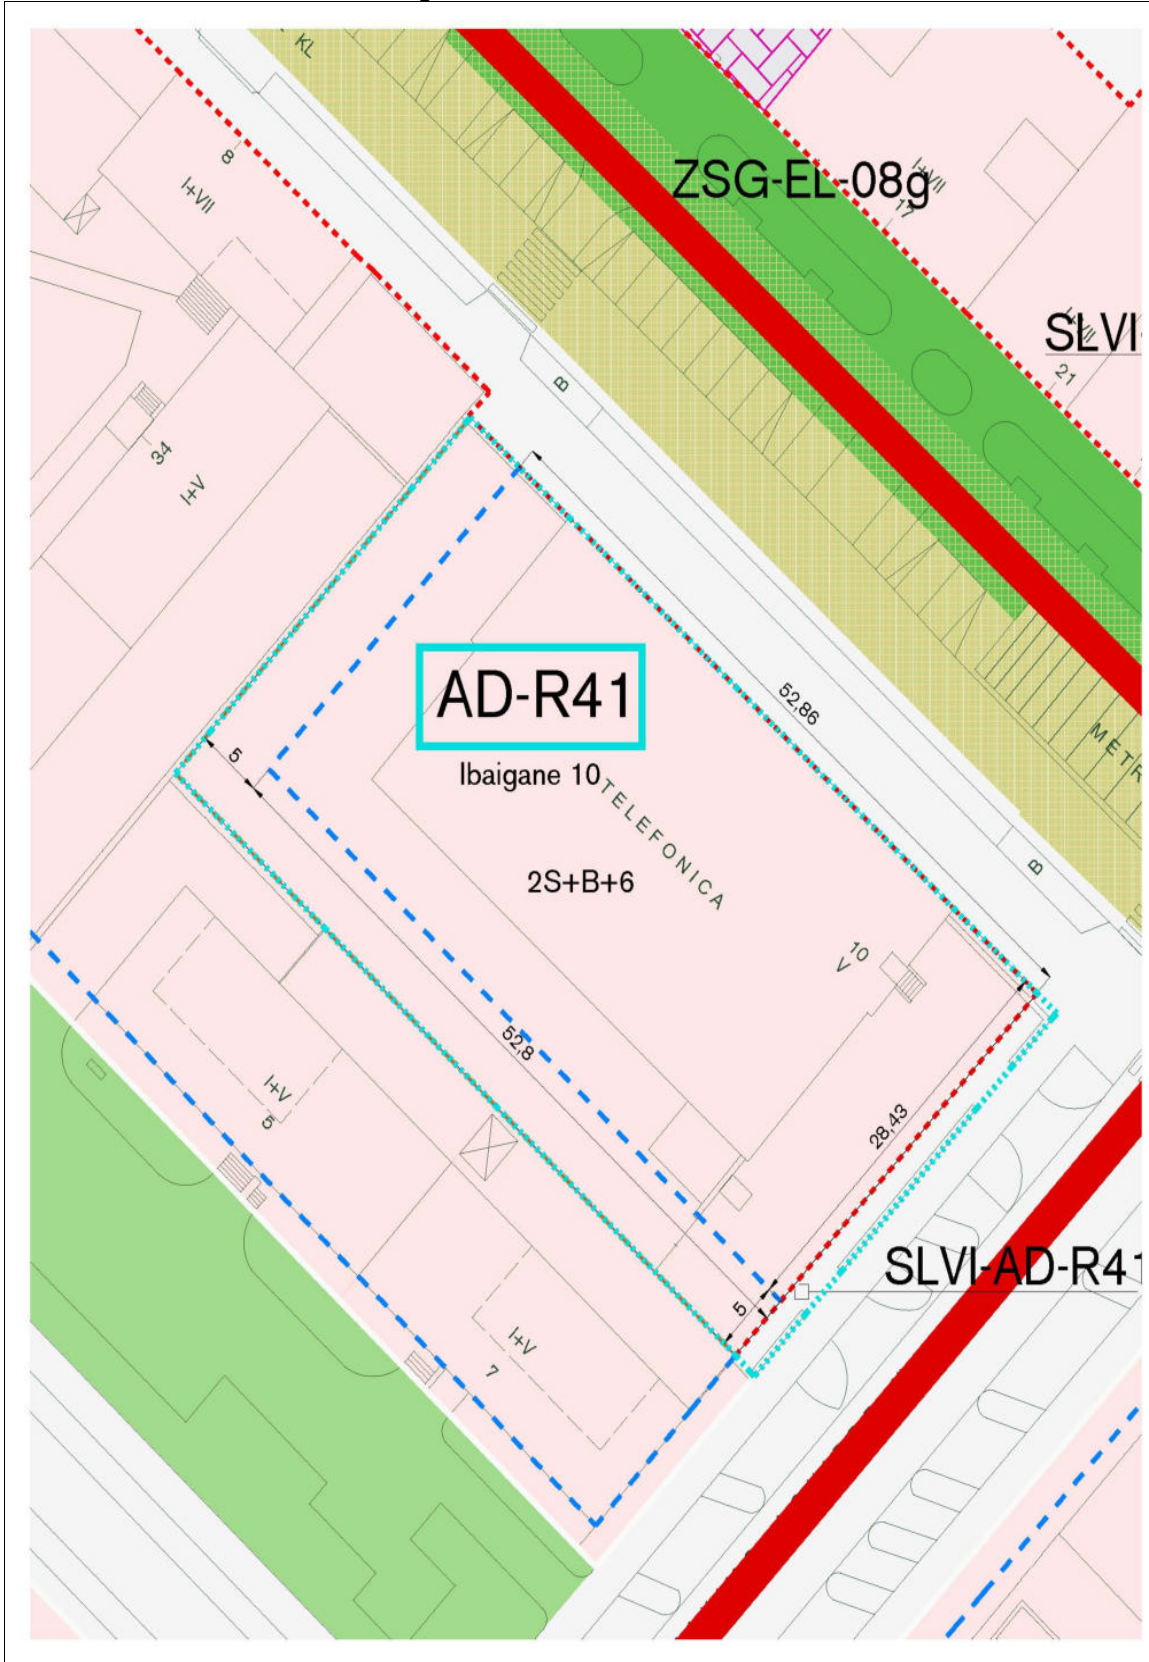 KL
8
I+VII
ZSG-EL-08g
I+VII
17
SLVI-
21
B
34
I+V
AD-R41
52,86
METR
5
Ibaigane 10
TELEFONICA
2S+B+6
B
10
V
52,8
I+V
5
28,43
SLVI-AD-R41
5
I+V
7